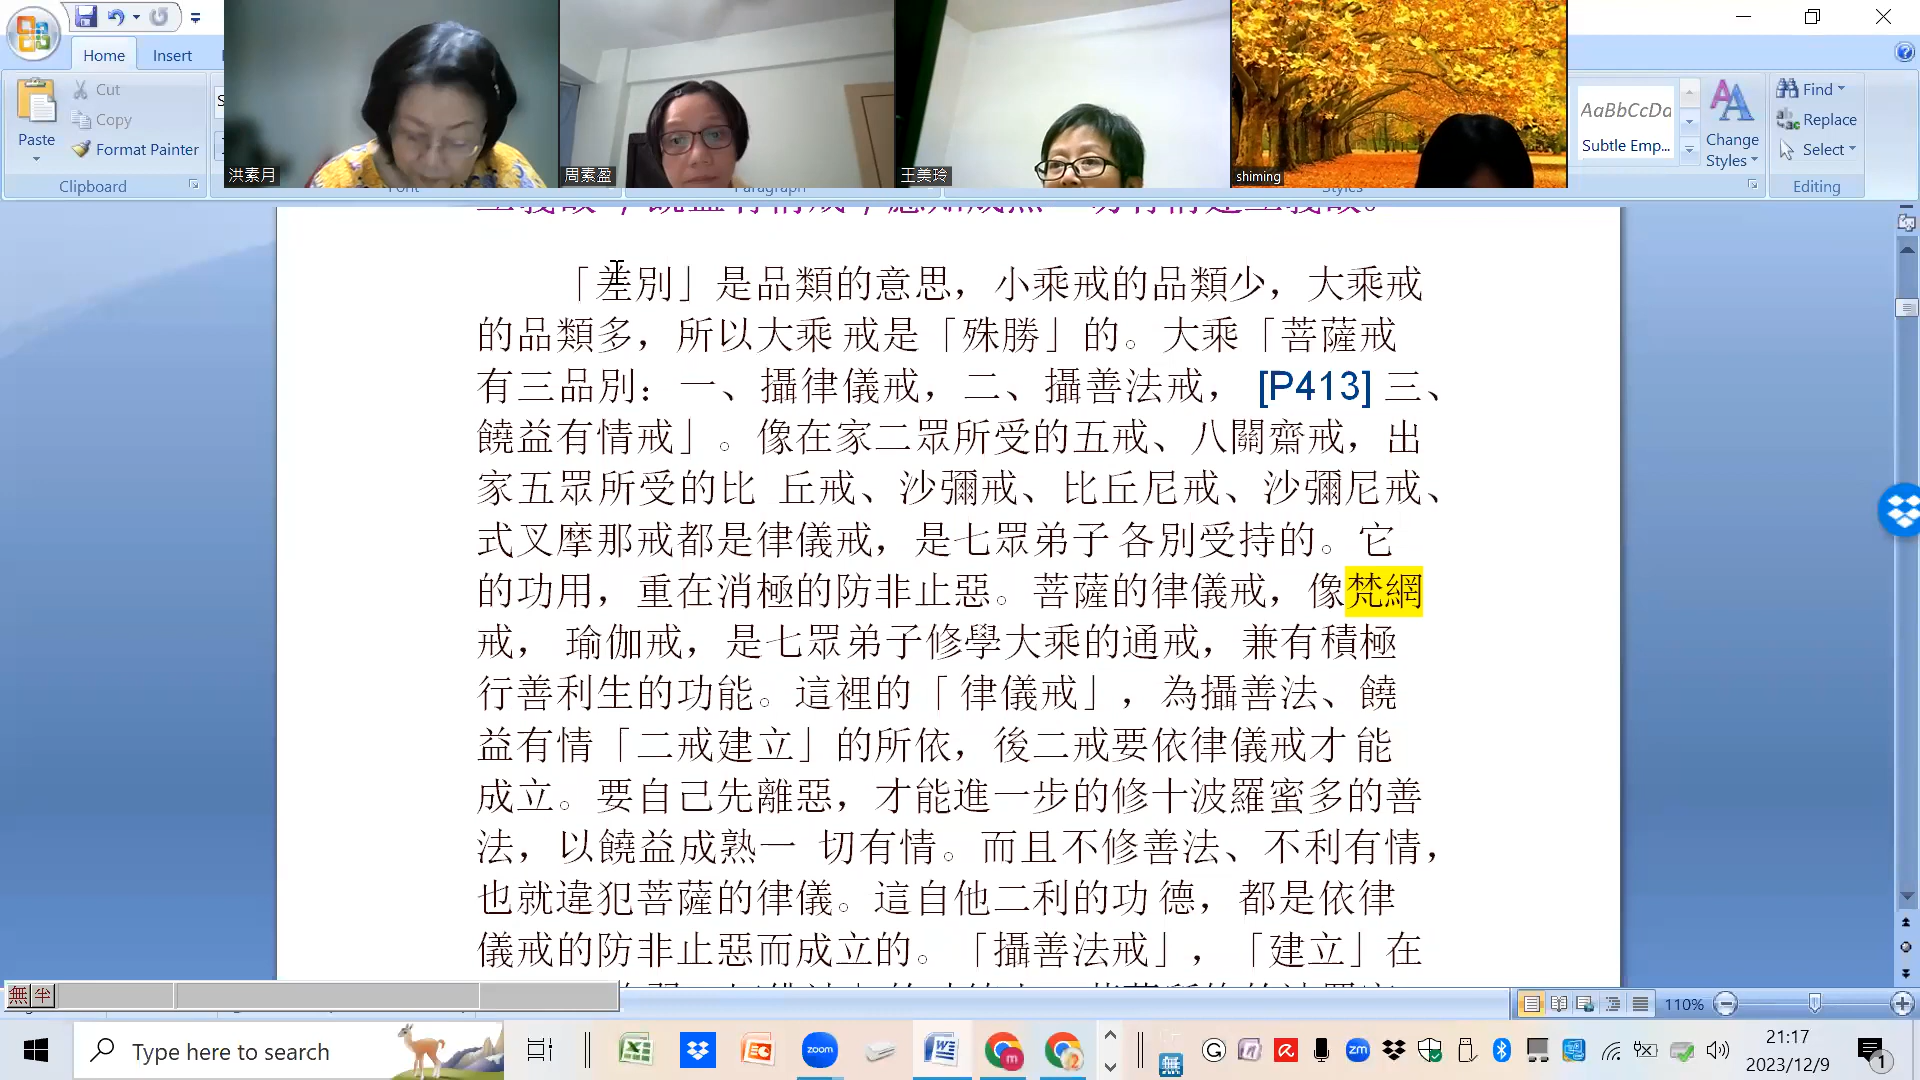 Home
Insert
Cut
Copy
Paste
Format Painter
Clipboard
洪素月
周素盈
王美玲
shiming
AaBbCcDd
Subtle Emp...
Change
Styles
Find
Replace
Select
Editing
「差別」是品類的意思，小乘戒的品類少，大乘戒
的品類多，所以大乘 戒是「殊勝」的。大乘「菩薩戒
有三品別：一、攝律儀戒，二、攝善法戒， [P413] 三、
饒益有情戒」。像在家二眾所受的五戒、八關齋戒，出
家五眾所受的比 丘戒、沙彌戒、比丘尼戒、沙彌尼戒、
式叉摩那戒都是律儀戒，是七眾弟子 各別受持的。它
的功用，重在消極的防非止惡。菩薩的律儀戒，像梵網
戒， 瑜伽戒，是七眾弟子修學大乘的通戒，兼有積極
行善利生的功能。這裡的「 律儀戒」，為攝善法、饒
益有情「二戒建立」的所依，後二戒要依律儀戒才 能
成立。要自己先離惡，才能進一步的修十波羅蜜多的善
法，以饒益成熟一 切有情。而且不修善法、不利有情，
也就違犯菩薩的律儀。這自他二利的功 德，都是依律
儀戒的防非止惡而成立的。「攝善法戒」，「建立」在
無 半
110%
Type here to search
zoom
21:17
2023/12/9